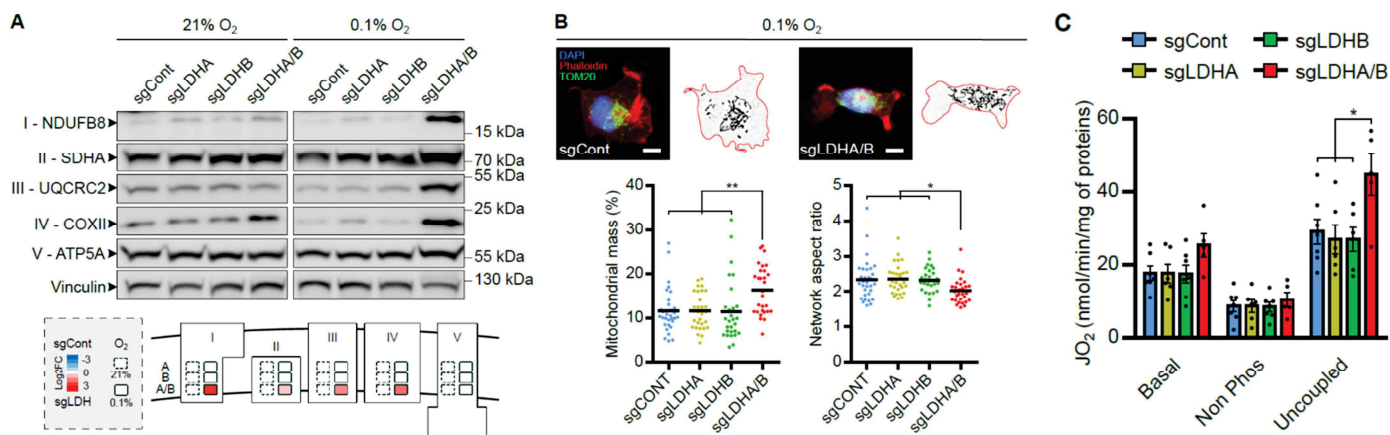 A
21% O₂ 0.1% O₂
sgCont sgLDHA sgLDHB sgLDHA/B sgCont sgLDHA sgLDHB sgLDHA/B
I - NDUFB8
15 kDa
II - SDHA
70 kDa
55 kDa
III - UQCRC2
25 kDa
IV - COXII
V - ATP5A
55 kDa
130 kDa
Vinculin
sgCont O₂
-3
0
3
Log2FC
21%
sgLDH 0.1%
I II III IV V
A
B
A/B
B
0.1% O₂
DAPI
Phalloidin
TOM20
sgCont
sgLDHA/B
Mitochondrial mass (%)
40
30
20
10
0
**
sgCONT sgLDHA sgLDHB sgLDHA/B
Network aspect ratio
5
4
3
2
1
0
*
sgCONT sgLDHA sgLDHB sgLDHA/B
C
sgCont sgLDHB
sgLDHA sgLDHA/B
JO₂ (nmol/min/mg of proteins)
60
40
20
0
*
Basal Non Phos Uncoupled